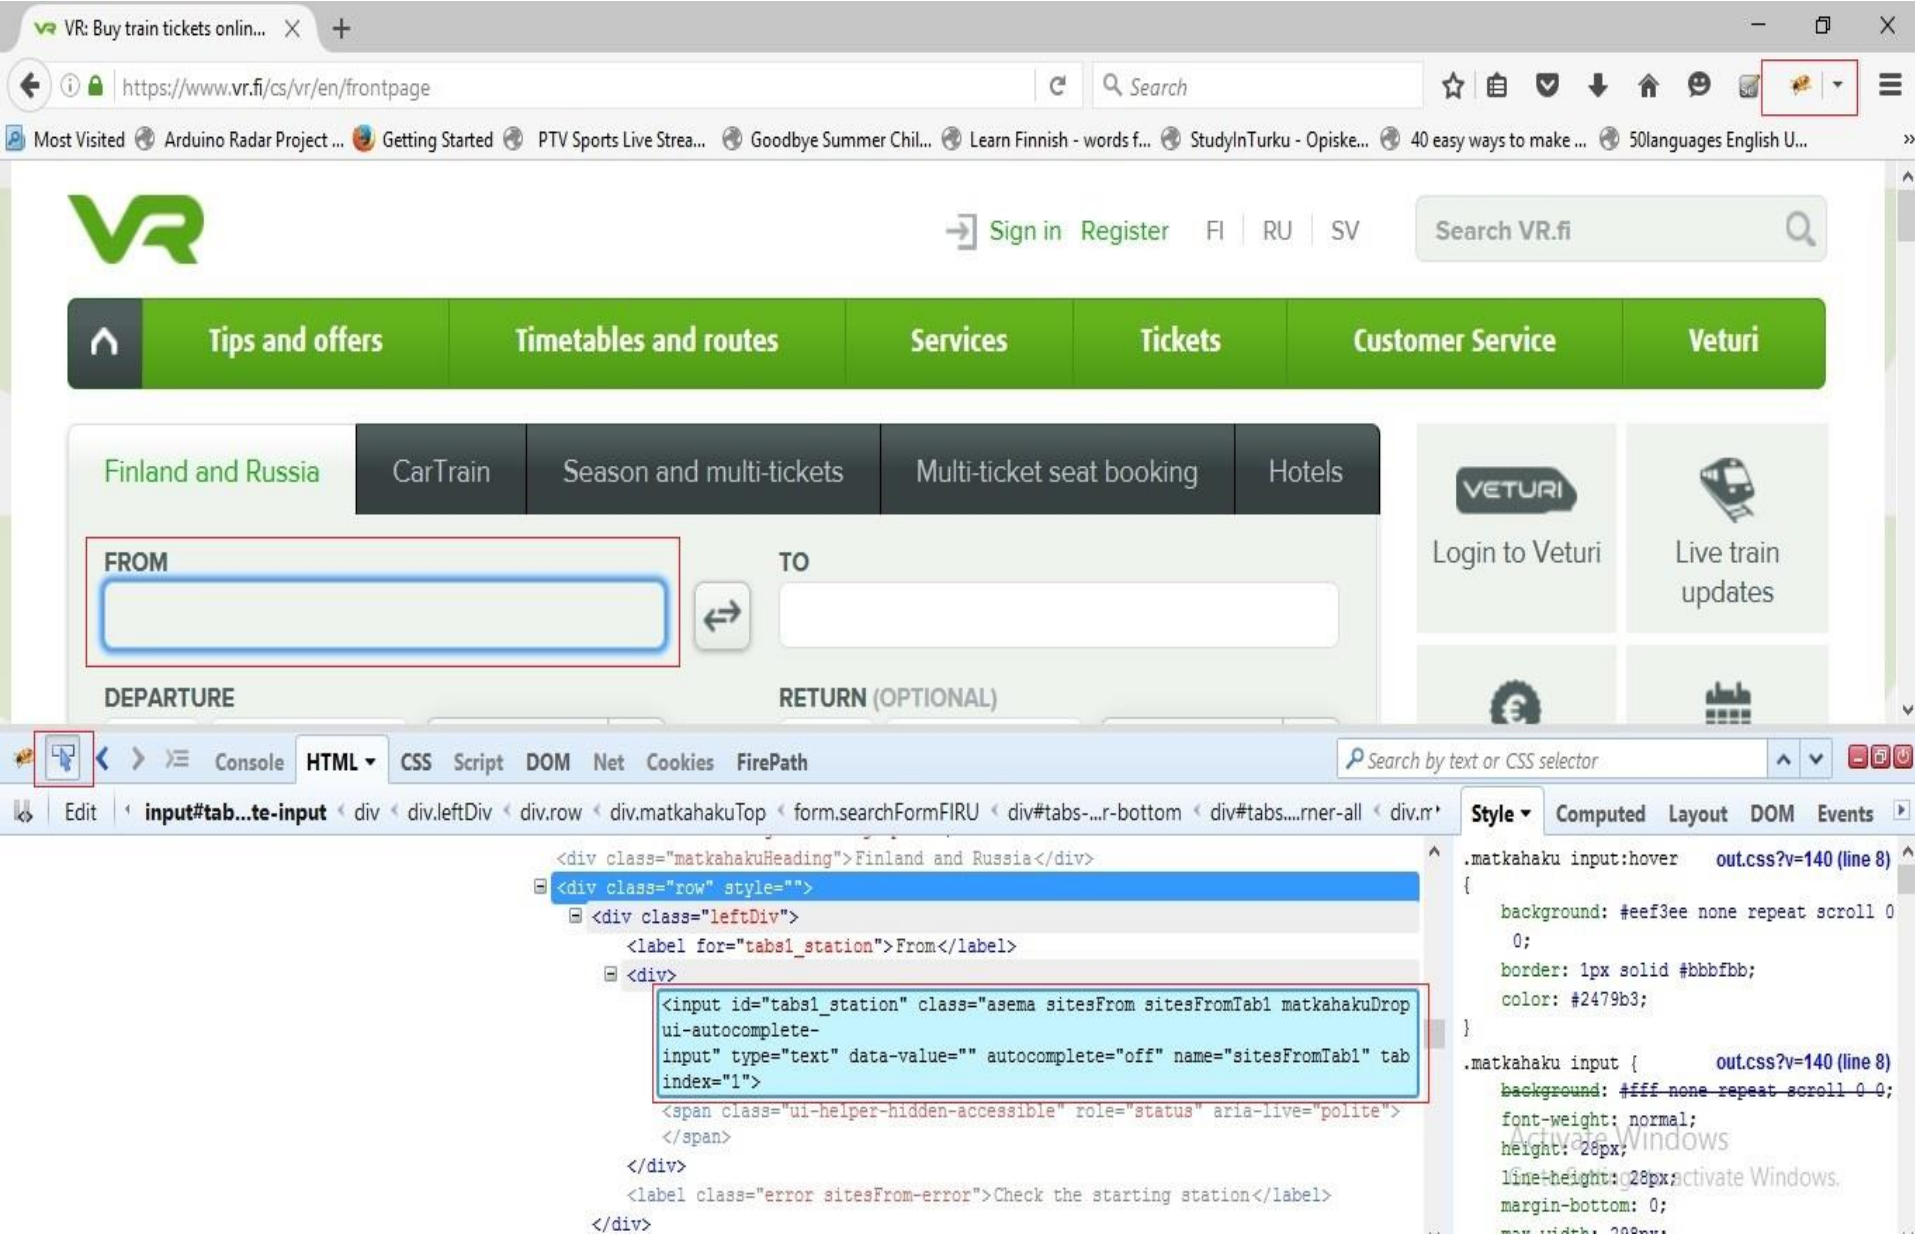 VR: Buy train tickets onlin...
https://www.vr.fi/cs/vr/en/frontpage
Search
Most Visited Arduino Radar Project ... Getting Started PTV Sports Live Strea... Goodbye Summer Chil... Learn Finnish - words f... StudyInTurku - Opiske... 40 easy ways to make ... 50languages English U... »
VR
Sign in Register FI RU SV
Search VR.fi
Tips and offers Timetables and routes Services Tickets Customer Service Veturi
Finland and Russia CarTrain Season and multi-tickets Multi-ticket seat booking Hotels
VETURI
Login to Veturi
Live train
updates
FROM TO
DEPARTURE RETURN (OPTIONAL)
Console HTML CSS Script DOM Net Cookies FirePath
Search by text or CSS selector
Edit input#tab...te-input < div < div.leftDiv < div.row < div.matkahakuTop < form.searchFormFIRU < div#tabs-...r-bottom < div#tabs....rner-all < div.m
Style Computed Layout DOM Events
<div class="matkahakuHeading">Finland and Russia</div>
<div class="row" style="">
<div class="leftDiv">
<label for="tabs1_station">From</label>
<div>
<input id="tabs1_station" class="asema sitesFrom sitesFromTab1 matkahakuDrop
ui-autocomplete-
input" type="text" data-value="" autocomplete="off" name="sitesFromTab1" tab
index="1">
<span class="ui-helper-hidden-accessible" role="status" aria-live="polite">
</span>
</div>
<label class="error sitesFrom-error">Check the starting station</label>
</div>
.matkahaku input:hover out.css?v=140 (line 8)
{
background: #eef3ee none repeat scroll 0
0;
border: 1px solid #bbbfbb;
color: #2479b3;
}
.matkahaku input { out.css?v=140 (line 8)
background: #fff none repeat scroll 0 0;
font-weight: normal;
height: 28px;
line-height: 28px;
margin-bottom: 0;
max-width: 298px;
Activate Windows
Go to Settings to activate Windows.